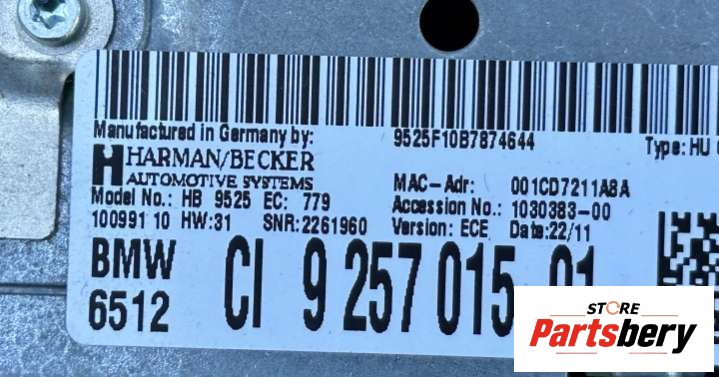 Manufactured in Germany by:
9525F10B7874644
Type: HU
HARMAN/BECKER
AUTOMOTIVE SYSTEMS
MAC-Adr: 001CD7211A8A
Model No.: HB 9525 EC: 779
Accession No.: 1030383-00
10099110 HW:31 SNR:2261960
Version: ECE Date:22/11
BMW
6512
CI 9 257 015 01
STORE
Partsbery